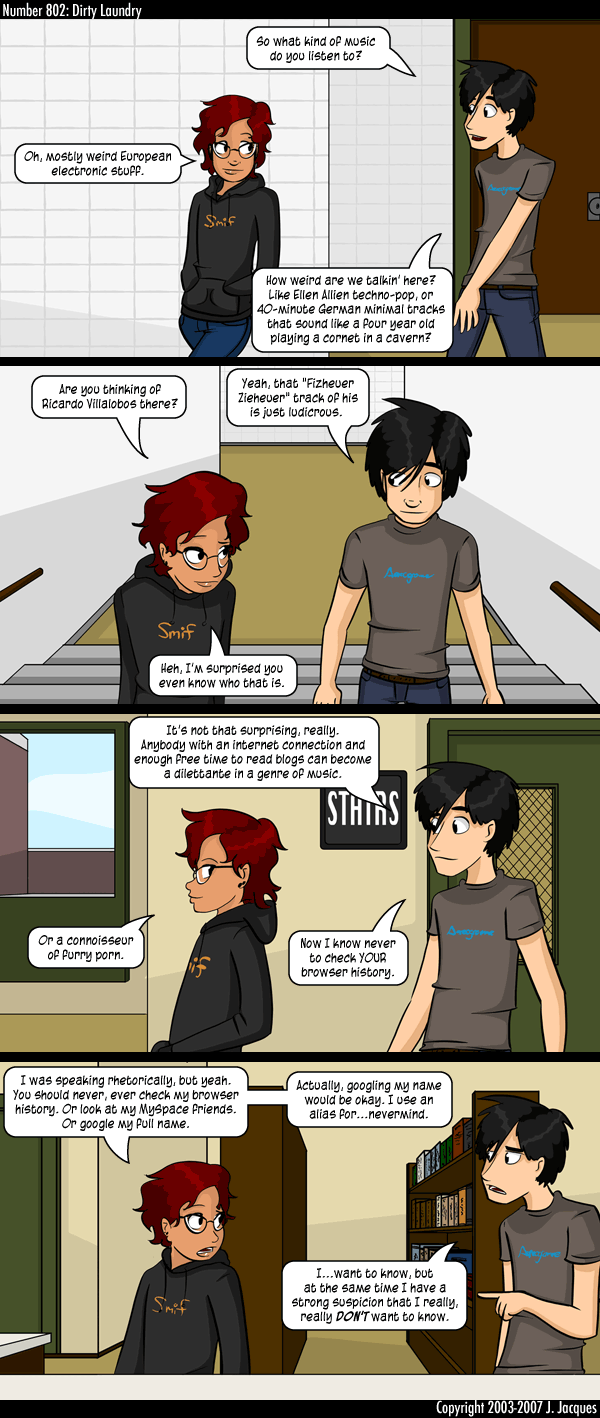 Number 802: Dirty Laundry
So what kind of music
do you listen to?
Oh, mostly weird European
electronic stuff.
Smif
How weird are we talkin' here?
Like Ellen Allien techno-pop, or
40-minute German minimal tracks
that sound like a four year old
playing a cornet in a cavern?
Are you thinking of
Ricardo Villalobos there?
Yeah, that "Fizheuer
Zieheuer" track of his
is just ludicrous.
Smif
Heh, I'm surprised you
even know who that is.
It's not that surprising, really.
Anybody with an internet connection and
enough free time to read blogs can become
a dilettante in a genre of music.
STAIRS
Or a connoisseur
of furry porn.
mif
Now I know never
to check YOUR
browser history.
I was speaking rhetorically, but yeah.
You should never, ever check my browser
history. Or look at my MySpace friends.
Or google my full name.
Actually, googling my name
would be okay. I use an
alias for...nevermind.
Smif
I...want to know, but
at the same time I have a
strong suspicion that I really,
really DON'T want to know.
Copyright 2003-2007 J. Jacques